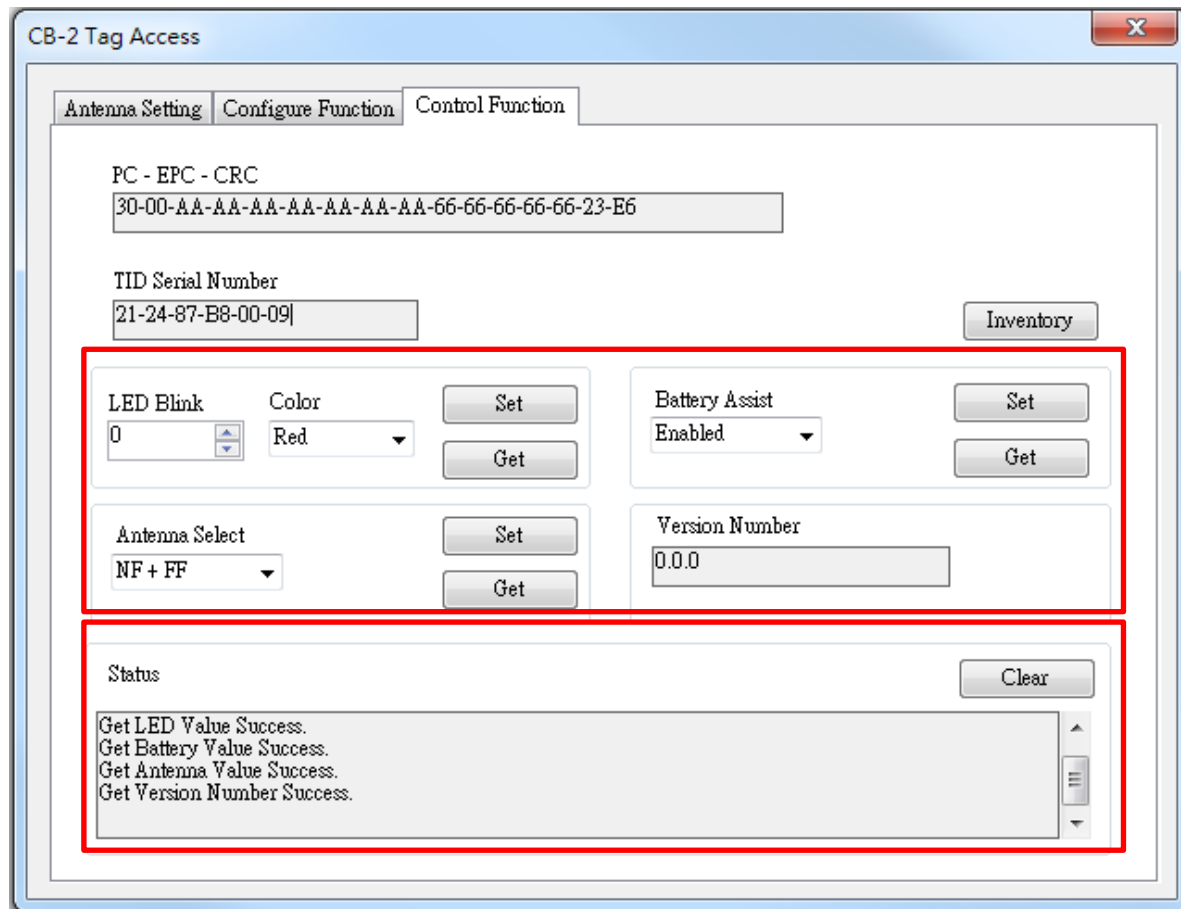 CB-2 Tag Access
x
Antenna Setting Configure Function Control Function
PC - EPC - CRC
30-00-AA-AA-AA-AA-AA-AA-AA-66-66-66-66-66-23-E6
TID Serial Number
21-24-87-B8-00-09
Inventory
LED Blink Color
0 Red
Set
Get
Battery Assist
Enabled
Set
Get
Antenna Select
NF + FF
Set
Get
Version Number
0.0.0
Status
Clear
Get LED Value Success.
Get Battery Value Success.
Get Antenna Value Success.
Get Version Number Success.